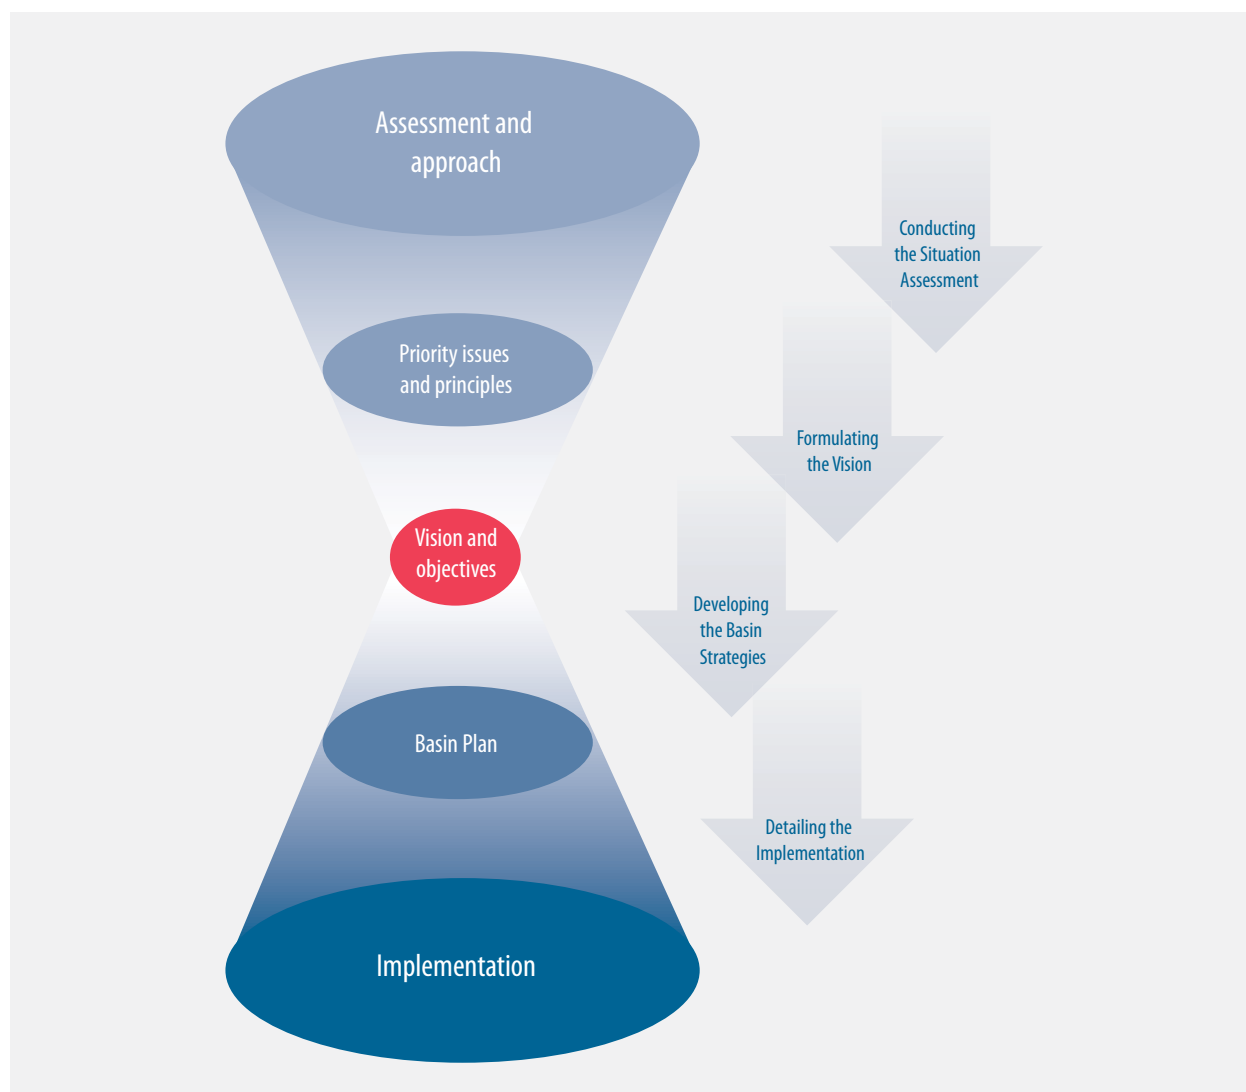 Assessment and
approach
Priority issues
and principles
Vision and
objectives
Basin Plan
Implementation
Conducting
the Situation
Assessment
Formulating
the Vision
Developing
the Basin
Strategies
Detailing the
Implementation